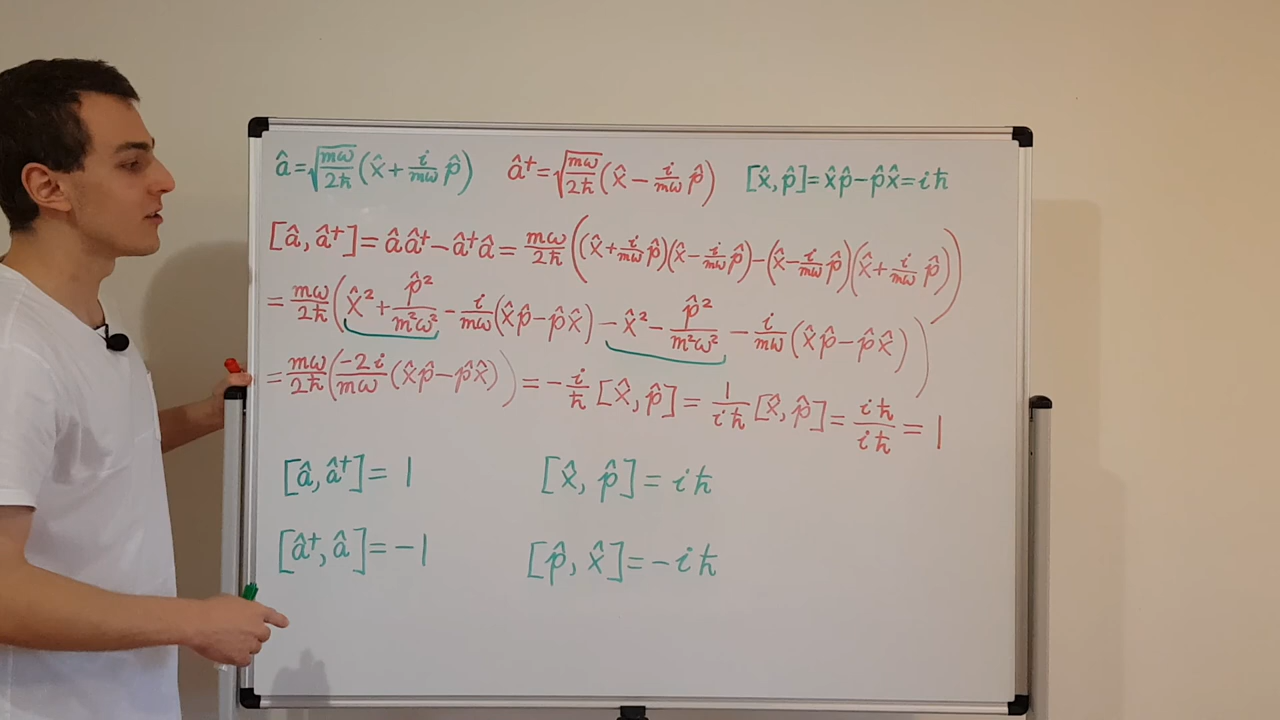 â = √(mω/2ħ) (x̂ + i/mω p̂)  â† = √(mω/2ħ) (x̂ − i/mω p̂)  [x̂, p̂] = x̂p̂ − p̂x̂ = iħ
[â, â†] = ââ† − â†â = mω/2ħ ((x̂ + i/mω p̂)(x̂ − i/mω p̂) − (x̂ − i/mω p̂)(x̂ + i/mω p̂))
= mω/2ħ (x̂² + p̂²/m²ω² − i/mω (x̂p̂ − p̂x̂) − x̂² − p̂²/m²ω² − i/mω (x̂p̂ − p̂x̂))
= mω/2ħ (−2i/mω (x̂p̂ − p̂x̂)) = −i/ħ [x̂, p̂] = 1/iħ [x̂, p̂] = iħ/iħ = 1
[â, â†] = 1  [x̂, p̂] = iħ
[â†, â] = −1  [p̂, x̂] = −iħ